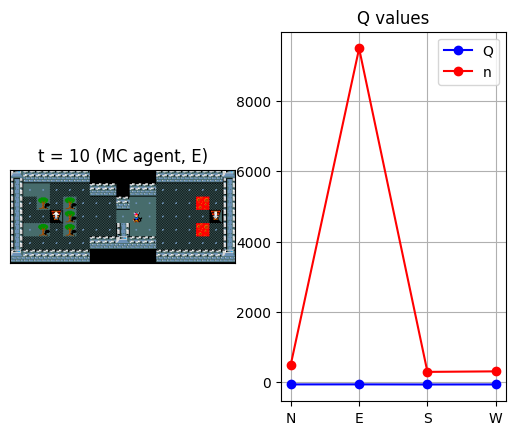 Q values
t = 10 (MC agent, E)
Q
n
8000
6000
4000
2000
0
N E S W